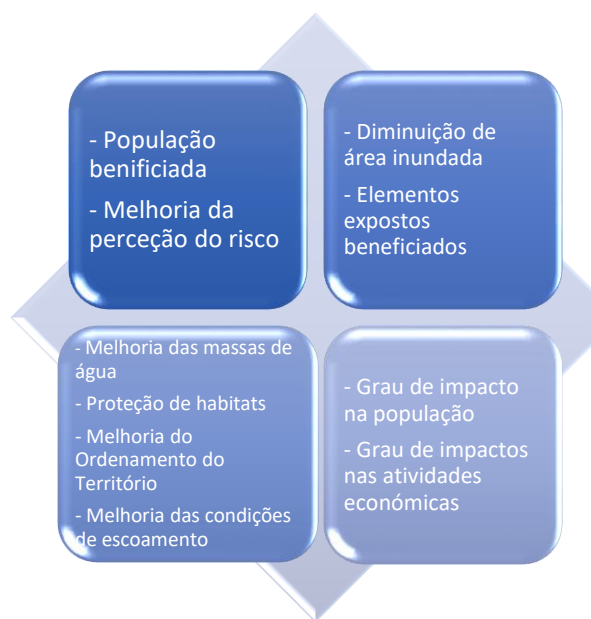 - População
benificiada
- Melhoria da
perceção do risco
- Diminuição de
área inundada
- Elementos
expostos
beneficiados
- Melhoria das massas de
água
- Proteção de habitats
- Melhoria do
Ordenamento do
Território
- Melhoria das condições
de escoamento
- Grau de impacto
na população
- Grau de impactos
nas atividades
económicas